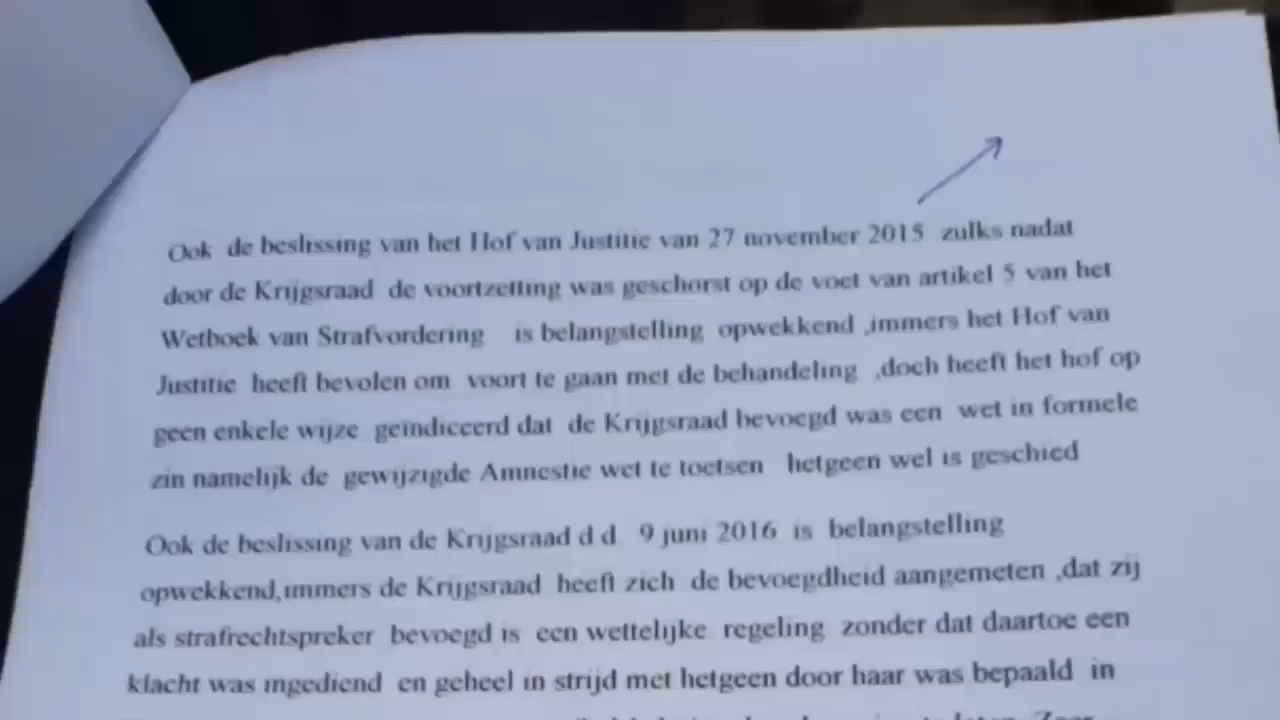 Ook de beslissing van het Hof van Justitie van 27 november 2015 zulks nadat
door de Krijgsraad de voortzetting was geschorst op de voet van artikel 5 van het
Wetboek van Strafvordering is belangstelling opwekkend ,immers het Hof van
Justitie heeft bevolen om voort te gaan met de behandeling ,doch heeft het hof op
geen enkele wijze geïndiceerd dat de Krijgsraad bevoegd was een wet in formele
zin namelijk de gewijzigde Amnestie wet te toetsen hetgeen wel is geschied
Ook de beslissing van de Krijgsraad d d 9 juni 2016 is belangstelling
opwekkend,immers de Krijgsraad heeft zich de bevoegdheid aangemeten ,dat zij
als strafrechtspreker bevoegd is een wettelijke regeling zonder dat daartoe een
klacht was ingediend en geheel in strijd met hetgeen door haar was bepaald in